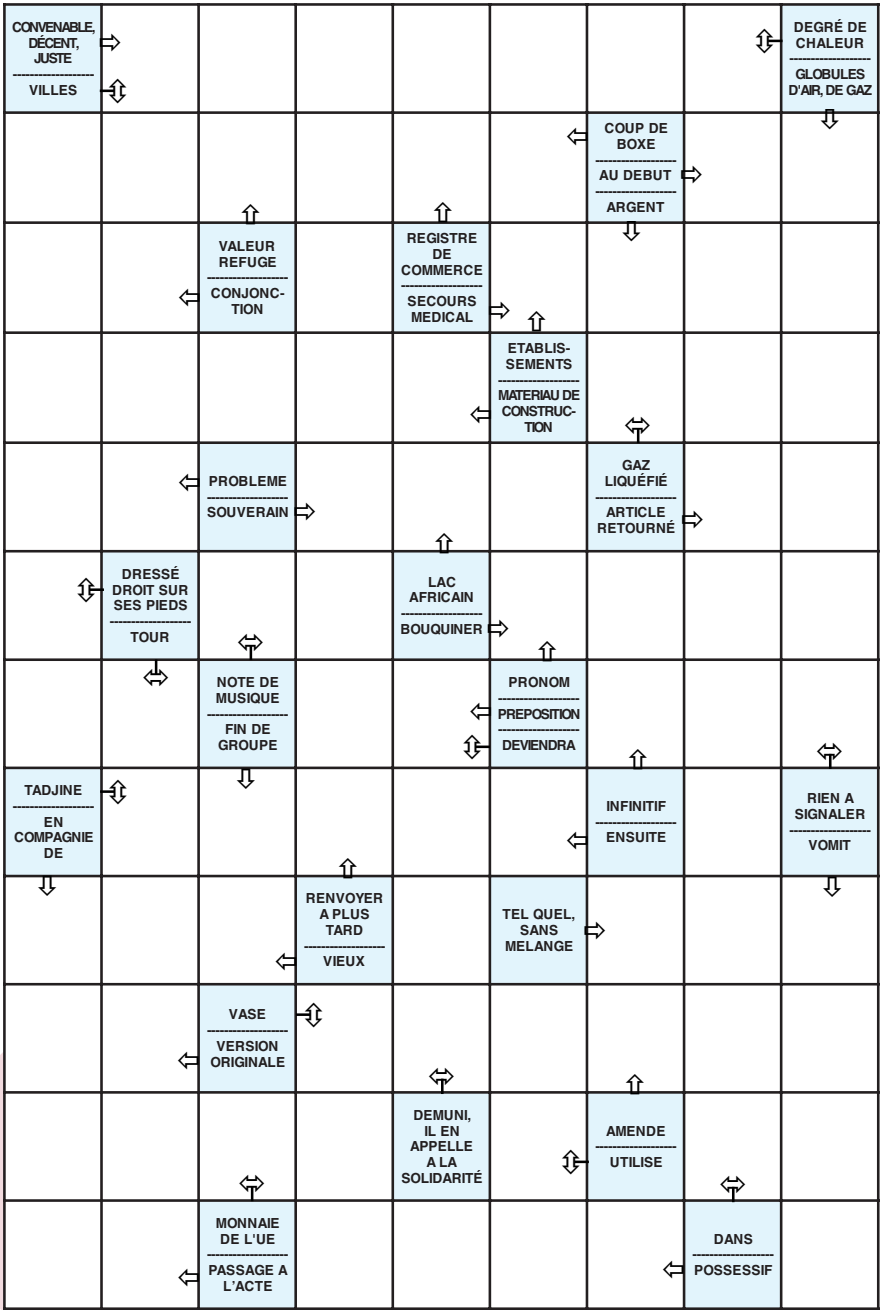 CONVENABLE,
DÉCENT,
JUSTE
VILLES
DEGRÉ DE
CHALEUR
GLOBULES
D'AIR, DE GAZ
COUP DE
BOXE
AU DEBUT
ARGENT
VALEUR
REFUGE
CONJONC-
TION
REGISTRE
DE
COMMERCE
SECOURS
MEDICAL
ETABLIS-
SEMENTS
MATERIAU DE
CONSTRUC-
TION
PROBLEME
SOUVERAIN
GAZ
LIQUÉFIÉ
ARTICLE
RETOURNÉ
DRESSÉ
DROIT SUR
SES PIEDS
TOUR
LAC
AFRICAIN
BOUQUINER
NOTE DE
MUSIQUE
FIN DE
GROUPE
PRONOM
PREPOSITION
DEVIENDRA
TADJINE
EN
COMPAGNIE
DE
INFINITIF
ENSUITE
RIEN A
SIGNALER
VOMIT
RENVOYER
A PLUS
TARD
VIEUX
TEL QUEL,
SANS
MELANGE
VASE
VERSION
ORIGINALE
DEMUNI,
IL EN
APPELLE
A LA
SOLIDARITÉ
AMENDE
UTILISE
MONNAIE
DE L'UE
PASSAGE A
L'ACTE
DANS
POSSESSIF